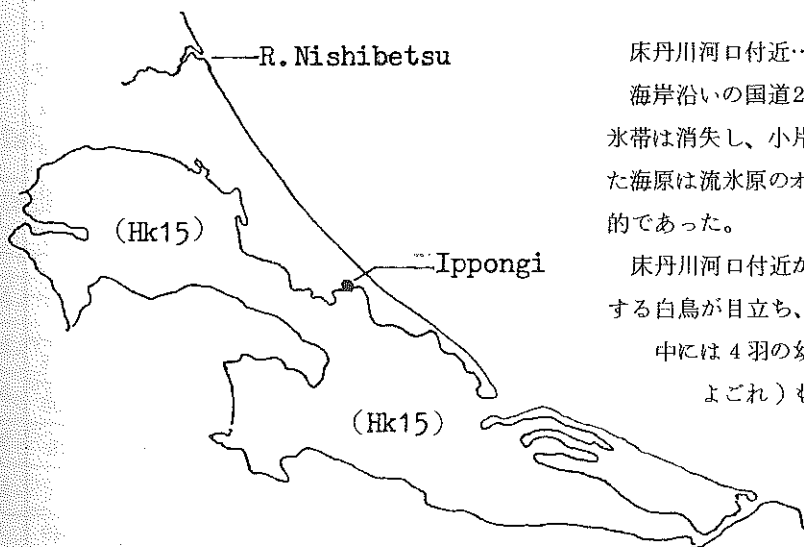 R. Nishibetsu
(Hk15)
Ippongi
(Hk15)
床丹川河口付近…
海岸沿いの国道2
氷帯は消失し、小片
た海原は流氷原のオ
的であった。
床丹川河口付近か
する白鳥が目立ち、
中には4羽の幼
よごれ)も